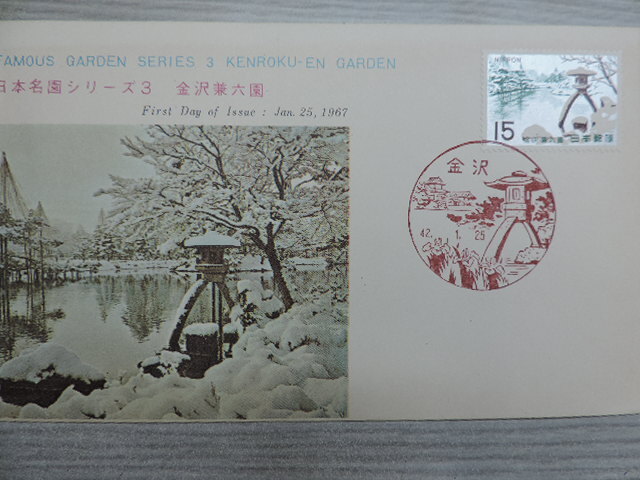 FAMOUS GARDEN SERIES 3 KENROKU-EN GARDEN
日本名園シリーズ3 金沢兼六園
First Day of Issue : Jan. 25, 1967
NIPPON
15
日本郵便
金沢
42. 1. 25